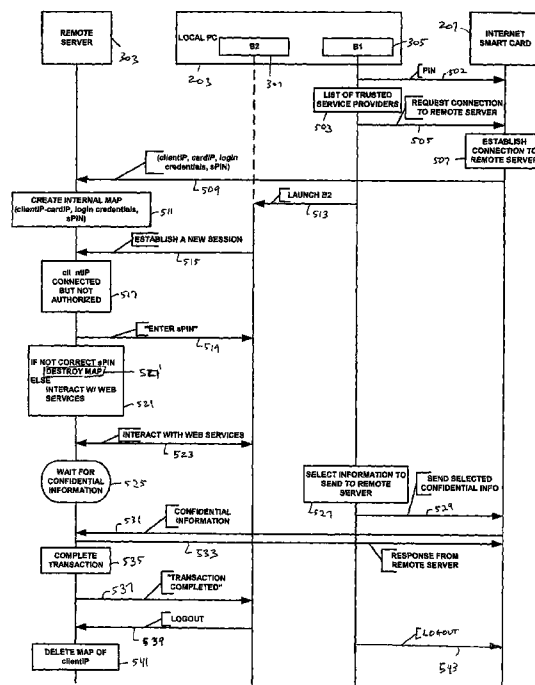 REMOTE
SERVER
303
LOCAL PC
B2
307
203
B1
305
207
INTERNET
SMART CARD
PIN
502
LIST OF TRUSTED
SERVICE PROVIDERS
503
REQUEST CONNECTION
TO REMOTE SERVER
505
ESTABLISH
CONNECTION TO
REMOTE SERVER
507
(clientIP, cardIP, login
credentials, sPIN)
509
CREATE INTERNAL MAP
(clientIP-cardIP, login credentials,
sPIN)
511
LAUNCH B2
513
ESTABLISH A NEW SESSION
515
CONNECTED
BUT NOT
AUTHORIZED
517
"ENTER sPIN"
519
IF NOT CORRECT sPIN
DESTROY MAP
ELSE
INTERACT W/ WEB
SERVICES
521'
521
INTERACT WITH WEB SERVICES
523
WAIT FOR
CONFIDENTIAL
INFORMATION
525
SELECT INFORMATION TO
SEND TO REMOTE
SERVER
527
SEND SELECTED
CONFIDENTIAL INFO
529
531
CONFIDENTIAL
INFORMATION
533
COMPLETE
TRANSACTION
535
RESPONSE FROM
REMOTE SERVER
537
"TRANSACTION
COMPLETED"
LOGOUT
539
DELETE MAP OF
clientIP
541
LOGOUT
543